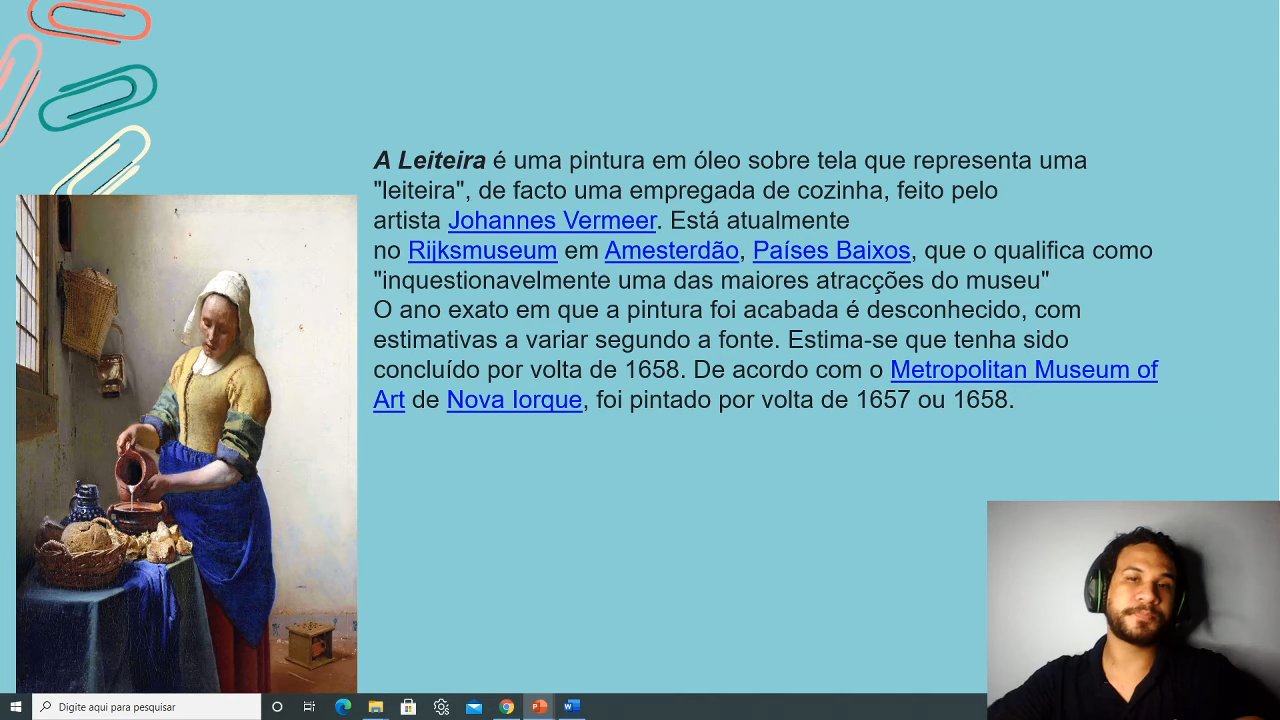 A Leiteira é uma pintura em óleo sobre tela que representa uma
"leiteira", de facto uma empregada de cozinha, feito pelo
artista Johannes Vermeer. Está atualmente
no Rijksmuseum em Amesterdão, Países Baixos, que o qualifica como
"inquestionavelmente uma das maiores atracções do museu"
O ano exato em que a pintura foi acabada é desconhecido, com
estimativas a variar segundo a fonte. Estima-se que tenha sido
concluído por volta de 1658. De acordo com o Metropolitan Museum of
Art de Nova Iorque, foi pintado por volta de 1657 ou 1658.
Digite aqui para pesquisar